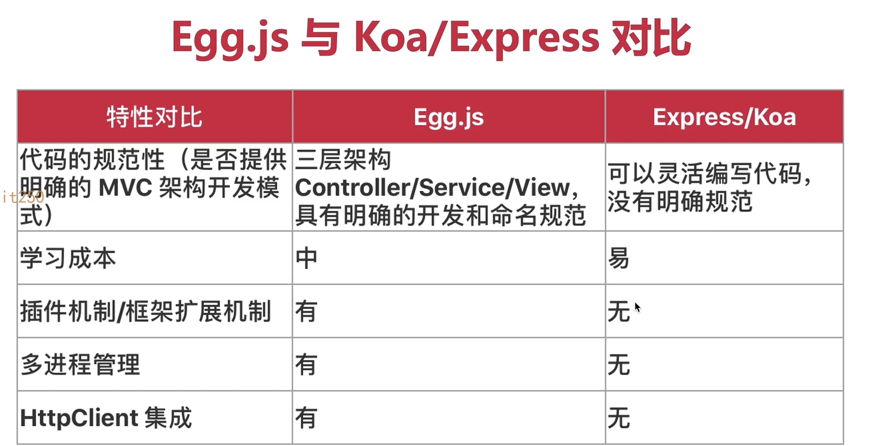 Egg.js 与 Koa/Express 对比
特性对比
Egg.js
Express/Koa
代码的规范性（是否提供
明确的 MVC 架构开发模
式）
三层架构
Controller/Service/View，
具有明确的开发和命名规范
可以灵活编写代码，
没有明确规范
it250
学习成本
中
易
插件机制/框架扩展机制
有
无
多进程管理
有
无
HttpClient 集成
有
无